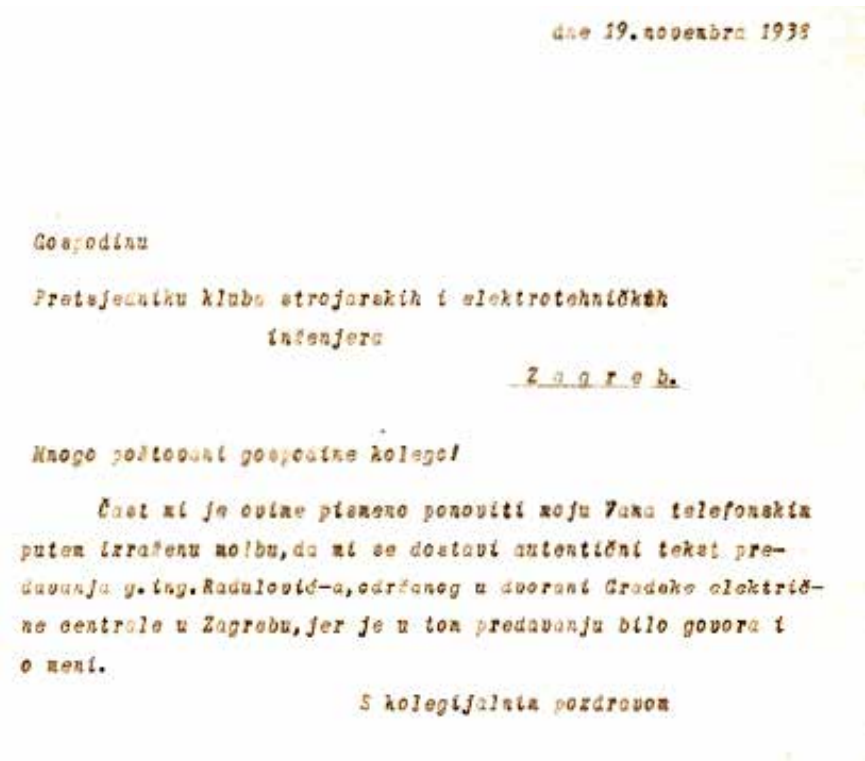 dne 19.novembra 1938
Gospodinu
Pretsjedniku kluba strojarskih i elektrotehničkih
inženjera
Z a g r e b.
Mnogo poštovani gospodine kolega!
Čast mi je ovime pismeno ponoviti moju Vama telefonskim
putem izraženu molbu,da mi se dostavi autentični tekst pre-
davanja g.ing.Radulović-a,održanog u dvorani Gradske električ-
ne centrale u Zagrebu,jer je u tom predavanju bilo govora i
o meni.
S kolegijalnim pozdravom